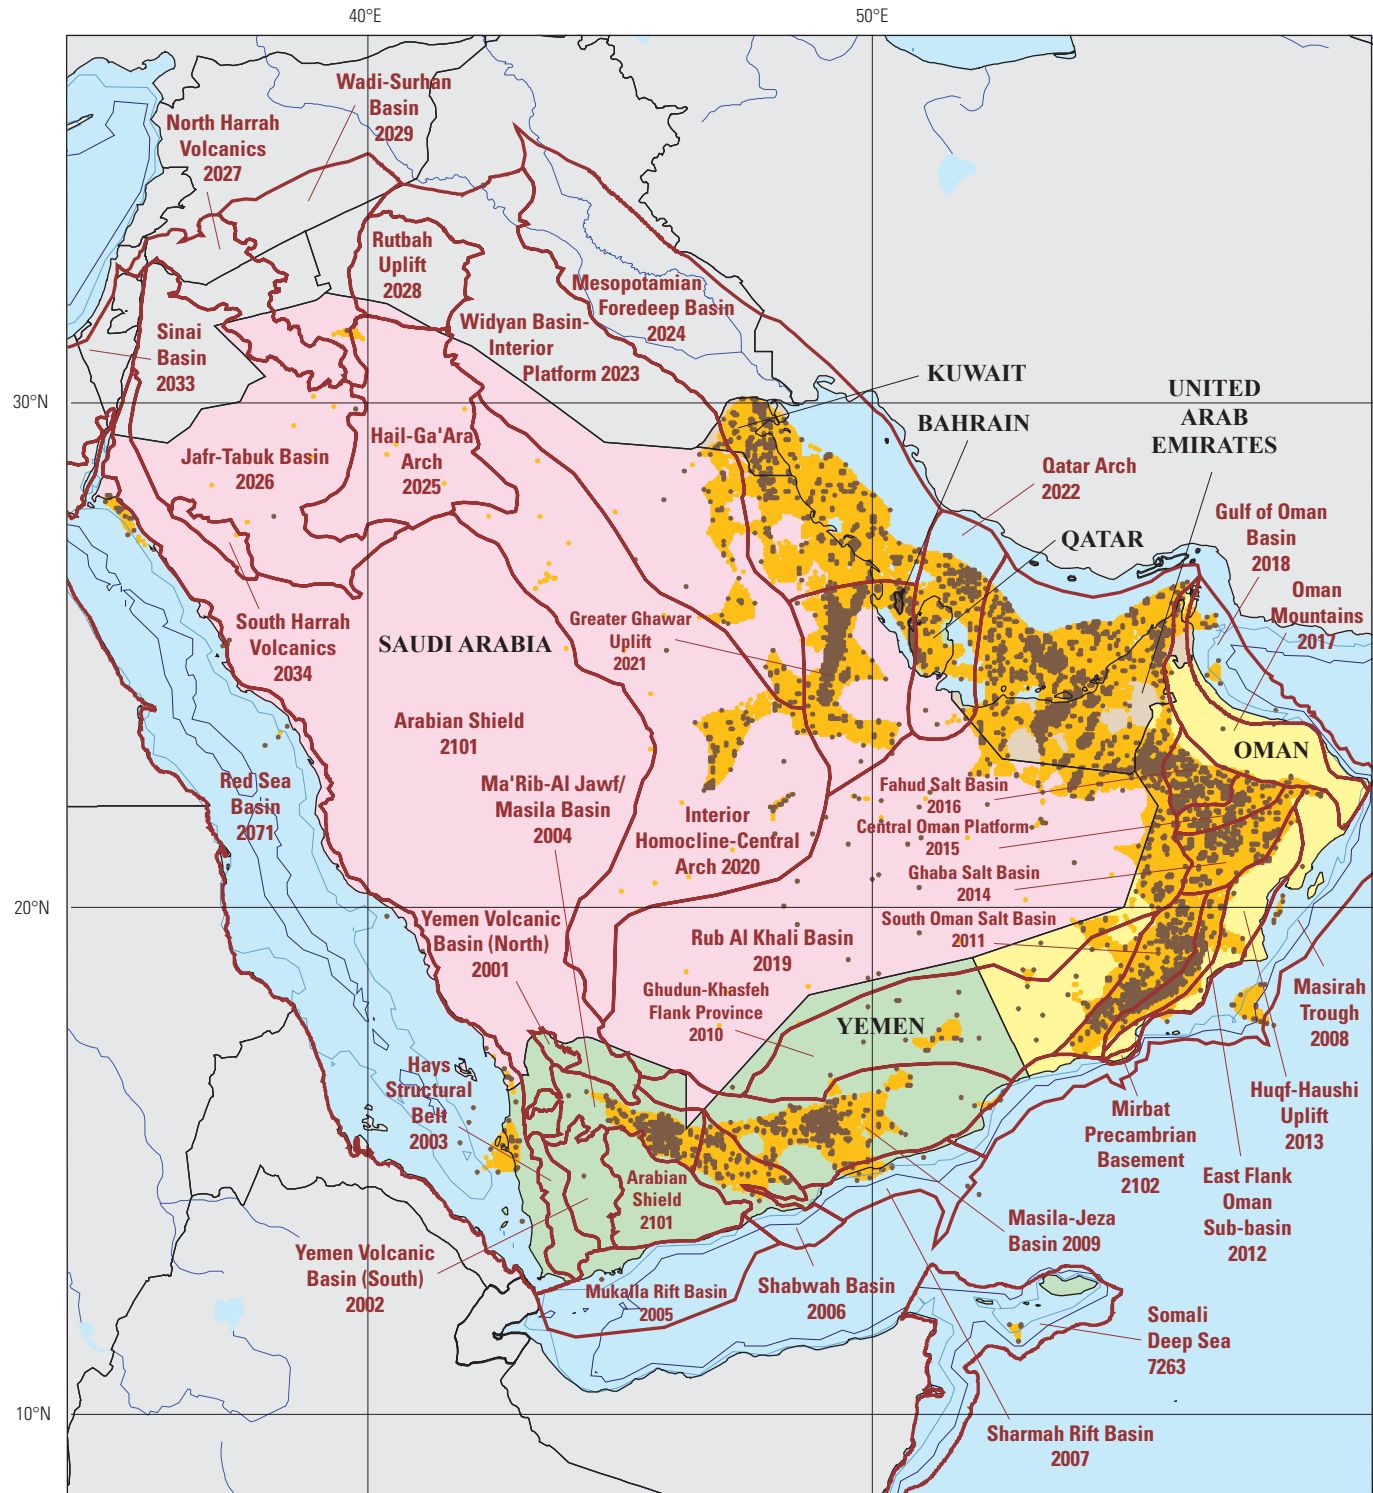 40°E
50°E
Wadi-Surhan
Basin
2029
North Harrah
Volcanics
2027
Rutbah
Uplift
2028
Mesopotamian
Foredeep Basin
2024
Sinai
Basin
2033
Widyan Basin-
Interior
Platform 2023
30°N
KUWAIT
BAHRAIN
UNITED
ARAB
EMIRATES
Jafr-Tabuk Basin
2026
Hail-Ga'Ara
Arch
2025
Qatar Arch
2022
QATAR
Gulf of Oman
Basin
2018
Oman
Mountains
2017
South Harrah
Volcanics
2034
SAUDI ARABIA
Greater Ghawar
Uplift
2021
Arabian Shield
2101
OMAN
Red Sea
Basin
2071
Ma'Rib-Al Jawf/
Masila Basin
2004
Interior
Homocline-Central
Arch 2020
Fahud Salt Basin
2016
Central Oman Platform
2015
Ghaba Salt Basin
2014
20°N
Yemen Volcanic
Basin (North)
2001
Rub Al Khali Basin
2019
South Oman Salt Basin
2011
Ghudun-Khasfeh
Flank Province
2010
YEMEN
Masirah
Trough
2008
Hays
Structural
Belt
2003
Huqf-Haushi
Uplift
2013
Mirbat
Precambrian
Basement
2102
Arabian
Shield
2101
East Flank
Oman
Sub-basin
2012
Masila-Jeza
Basin 2009
Yemen Volcanic
Basin (South)
2002
Mukalla Rift Basin
2005
Shabwah Basin
2006
Somali
Deep Sea
7263
10°N
Sharmah Rift Basin
2007